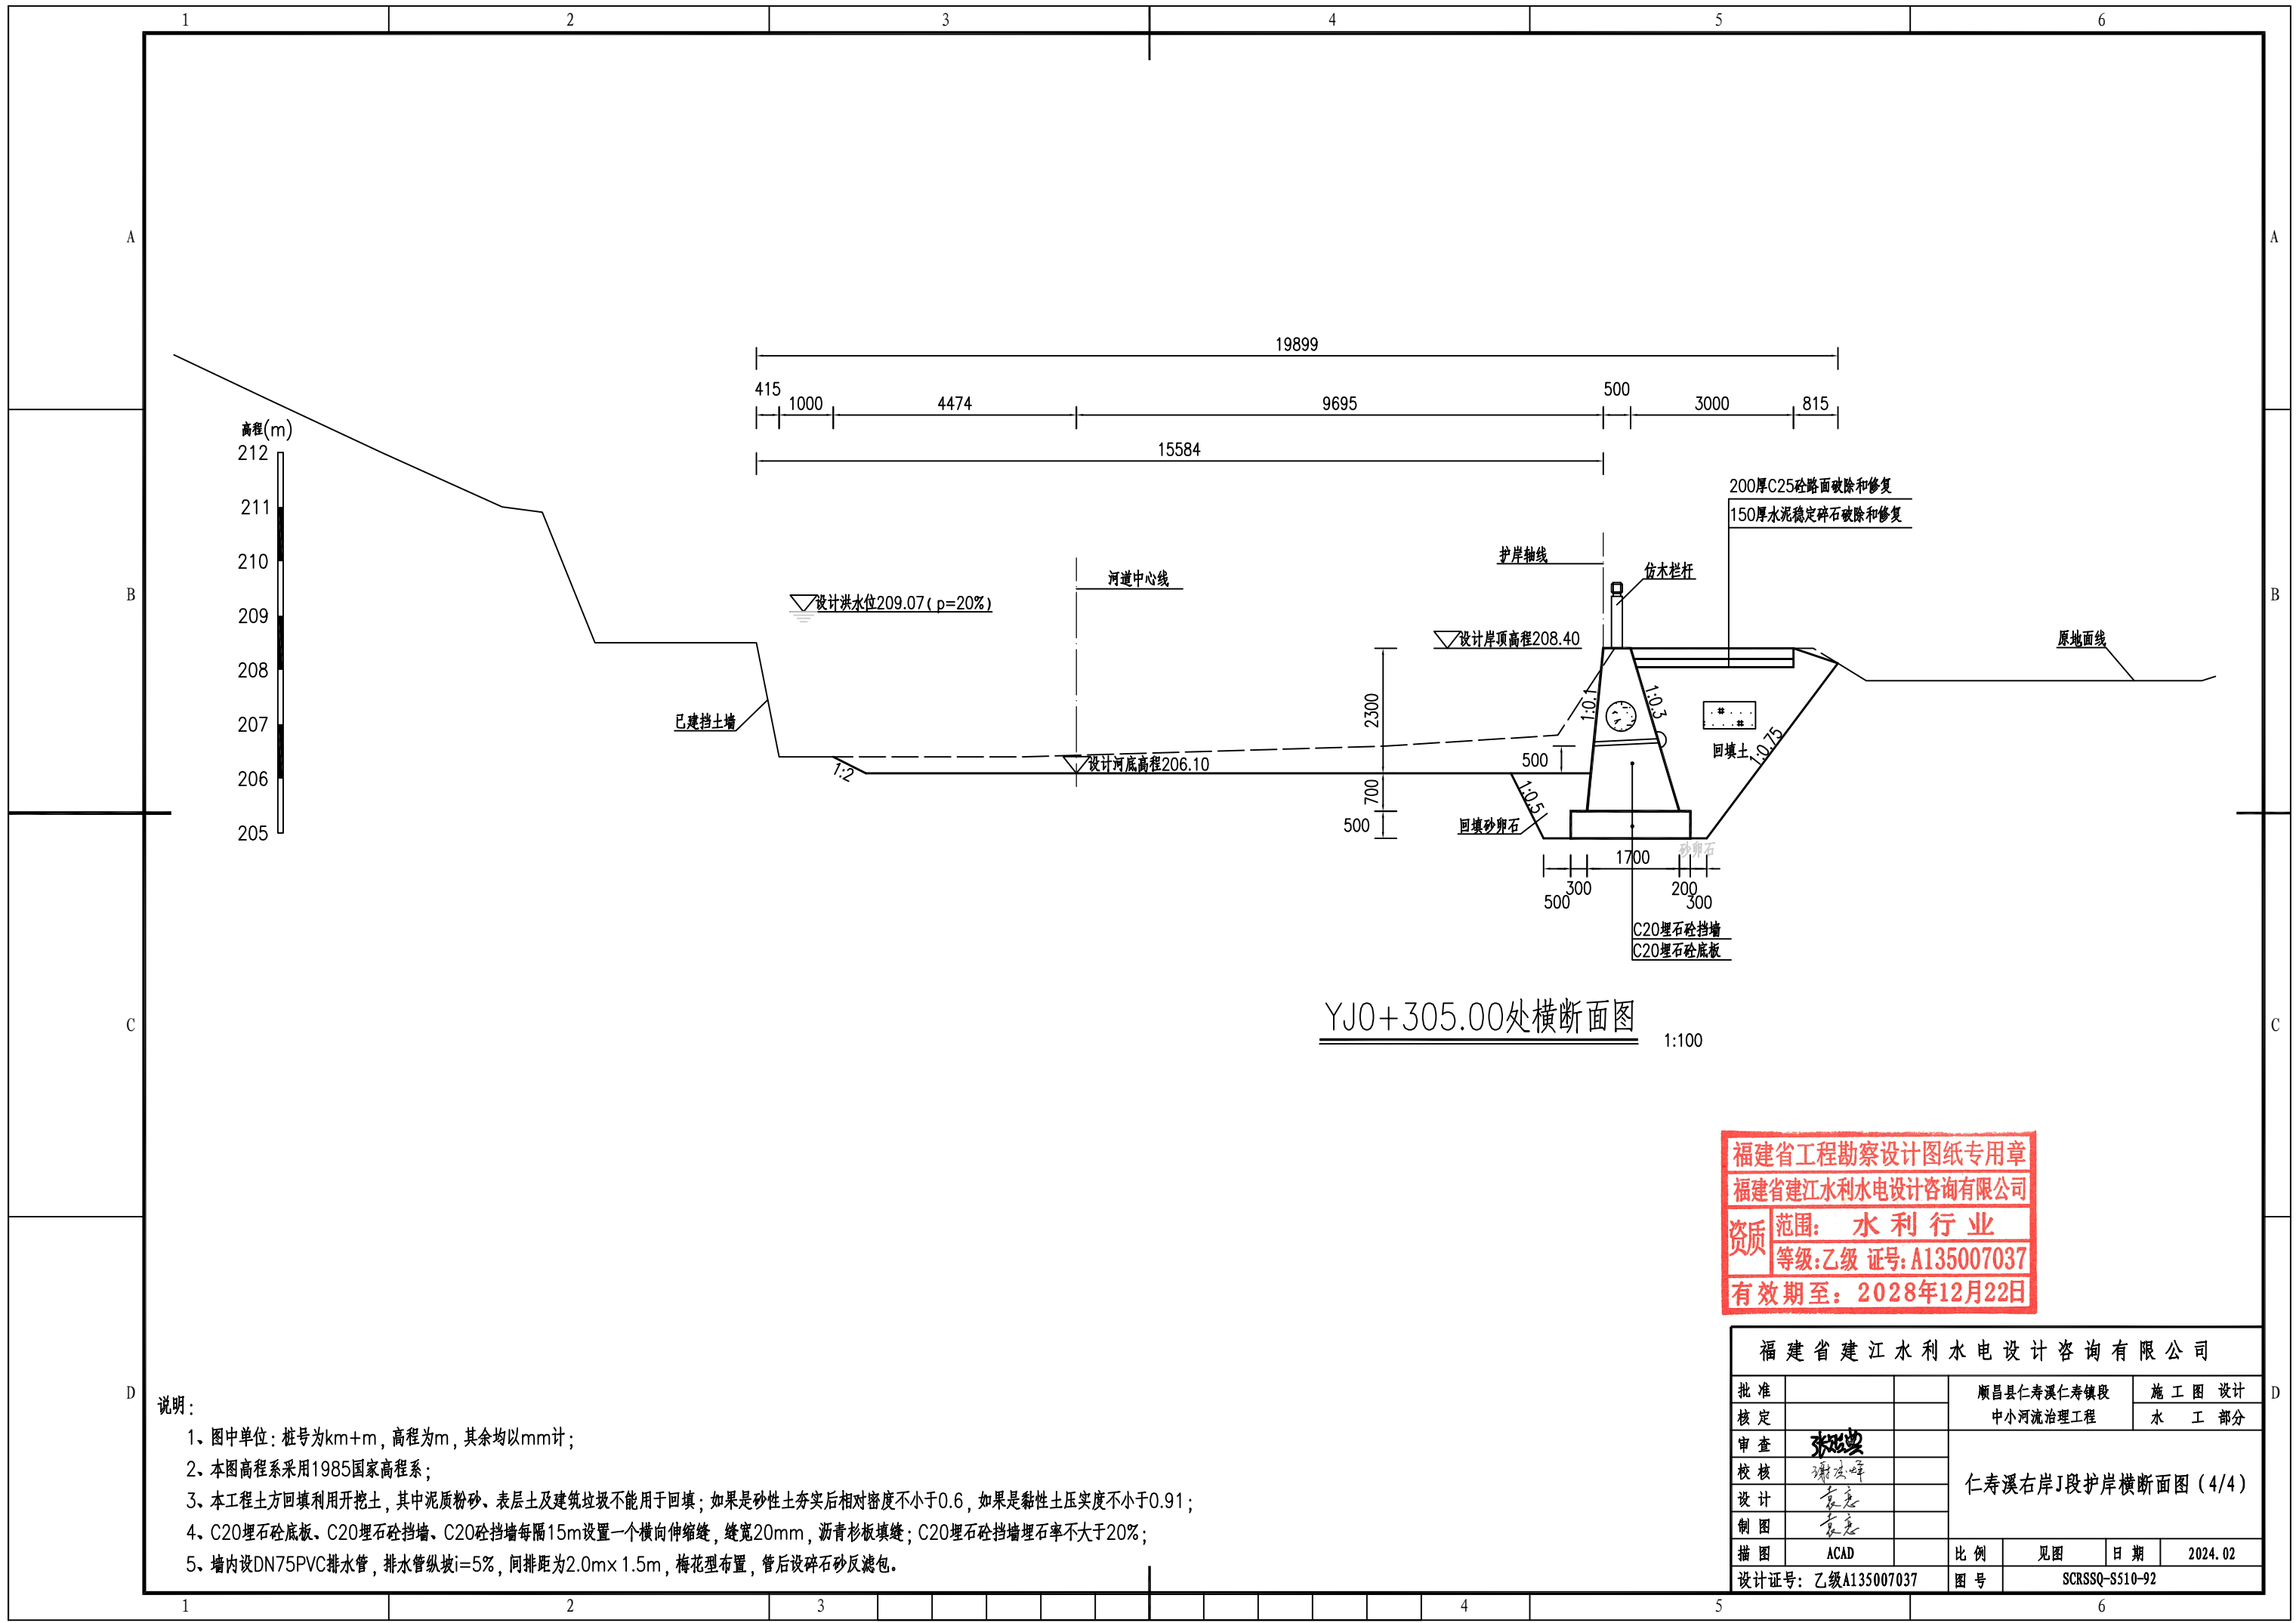 1 2 3 4 5 6
A A
19899
415 500
1000 4474 9695 3000 815
高程(m)
15584
212
200厚C25砼路面破除和修复
211
150厚水泥稳定碎石破除和修复
210
护岸轴线
仿木栏杆
河道中心线
B B
设计洪水位209.07(p=20%)
209
设计岸顶高程208.40
原地面线
208
1:0.1
1:0.3
2300
已建挡土墙
207
回填土
1:0.75
500
设计河底高程206.10
1:2
206
700
1:0.5
500
回填砂卵石
205
砂卵石
1700
300 200
500 300
C20埋石砼挡墙
C20埋石砼底板
YJ0+305.00处横断面图
1:100
C C
福建省工程勘察设计图纸专用章
福建省建江水利水电设计咨询有限公司
资质
范围: 水利行业
等级:乙级 证号:A135007037
有效期至: 2028年12月22日
福建省建江水利水电设计咨询有限公司
D D
批准
顺昌县仁寿溪仁寿镇段
中小河流治理工程
施工图 设计
核定
水 工 部分
审查
校核
仁寿溪右岸J段护岸横断面图(4/4)
设计 袁惠
制图 袁惠
描图 ACAD 比例 见图 日期 2024.02
设计证号: 乙级A135007037 图号 SCRSSQ-S510-92
说明:
1、图中单位:桩号为km+m,高程为m,其余均以mm计;
2、本图高程系采用1985国家高程系;
3、本工程土方回填利用开挖土,其中泥质粉砂、表层土及建筑垃圾不能用于回填;如果是砂性土夯实后相对密度不小于0.6,如果是黏性土压实度不小于0.91;
4、C20埋石砼底板、C20埋石砼挡墙、C20砼挡墙每隔15m设置一个横向伸缩缝,缝宽20mm,沥青杉板填缝;C20埋石砼挡墙埋石率不大于20%;
5、墙内设DN75PVC排水管,排水管纵坡i=5%,间排距为2.0mx1.5m,梅花型布置,管后设碎石砂反滤包。
1 2 3 4 5 6